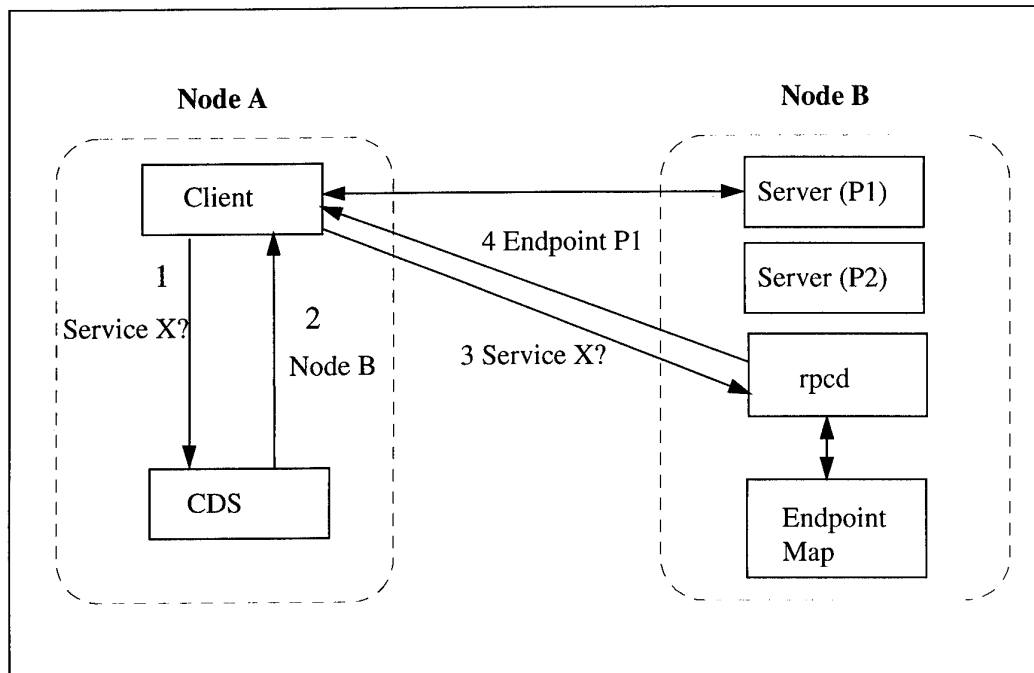 Node A
Node B
Client
Server (P1)
4 Endpoint P1
Server (P2)
1
Service X?
2
Node B
3 Service X?
rpcd
CDS
Endpoint
Map